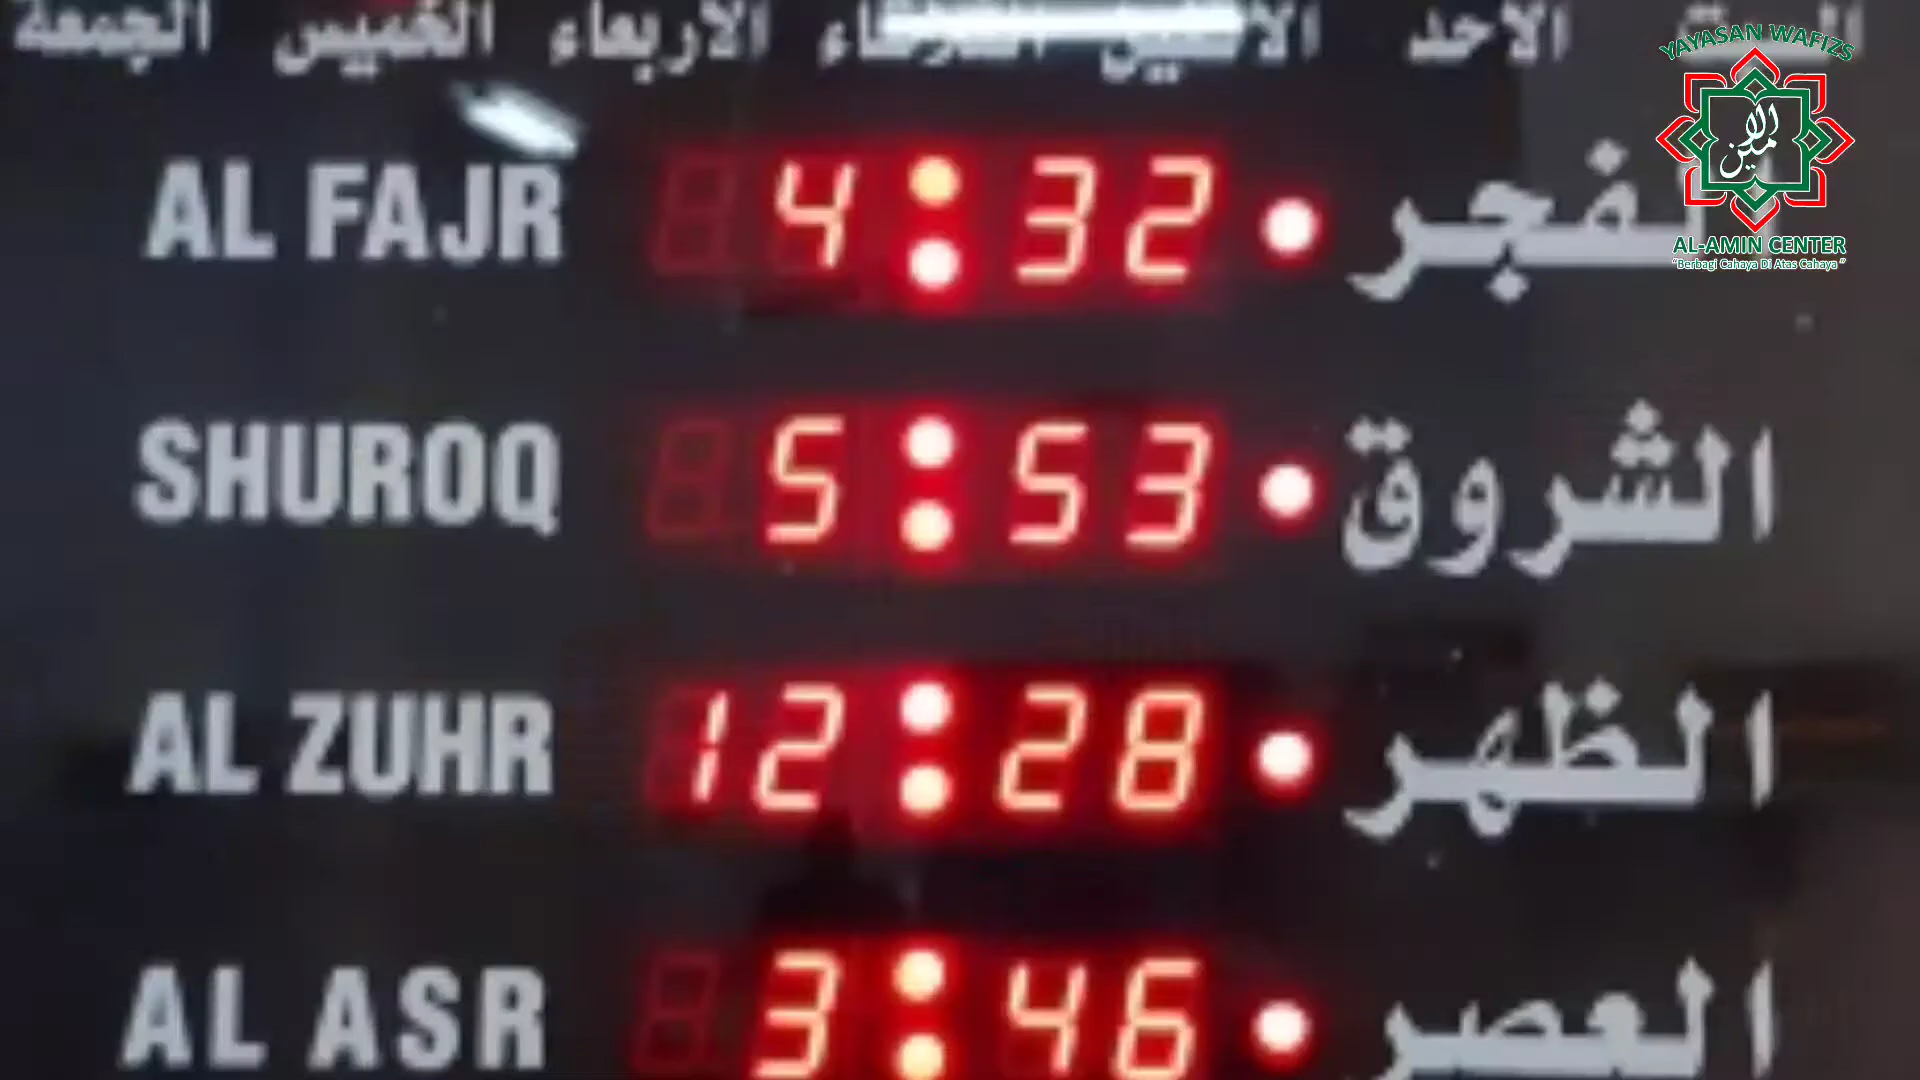 الاحد الاربعاء الخميس الجمعة
YAYASAN WAFIZS
الامين
AL-AMIN CENTER
"Berbagi Cahaya Di Atas Cahaya"
AL FAJR 4:32 الفجر
SHUROQ 5:53 الشروق
AL ZUHR 12:28 الظهر
AL ASR 3:46 العصر